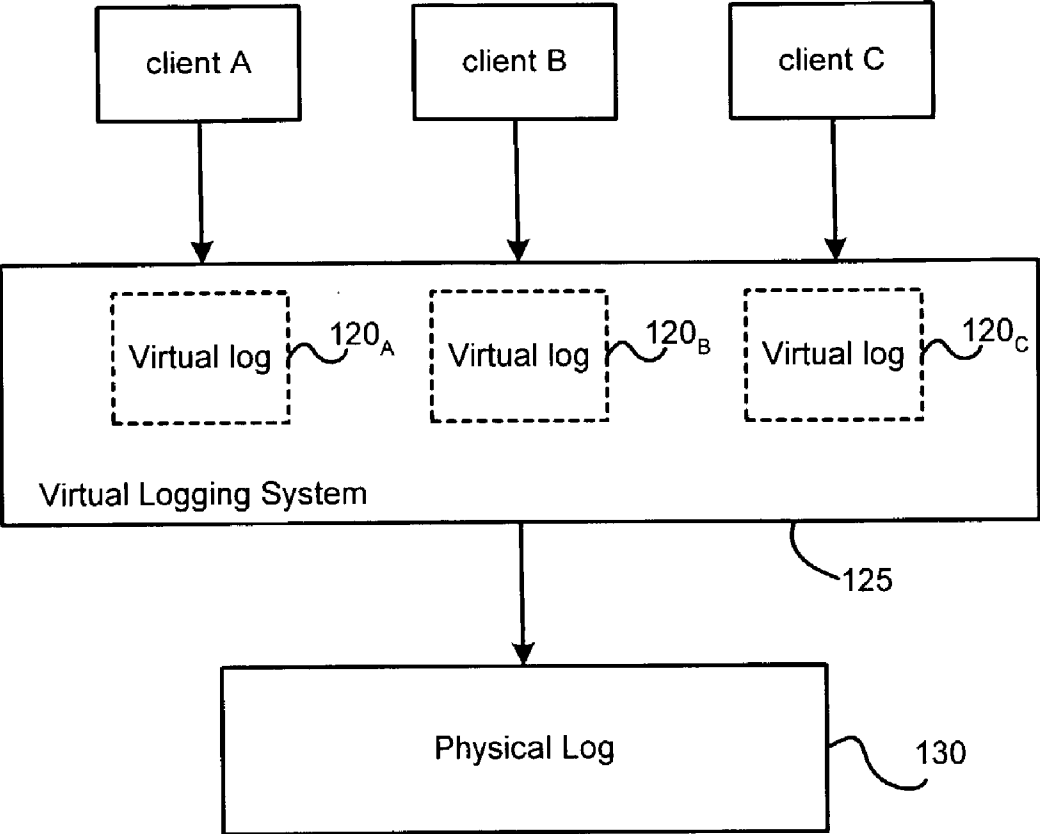 client A
client B
client C
Virtual log
120A
Virtual log
120B
Virtual log
120C
Virtual Logging System
125
Physical Log
130